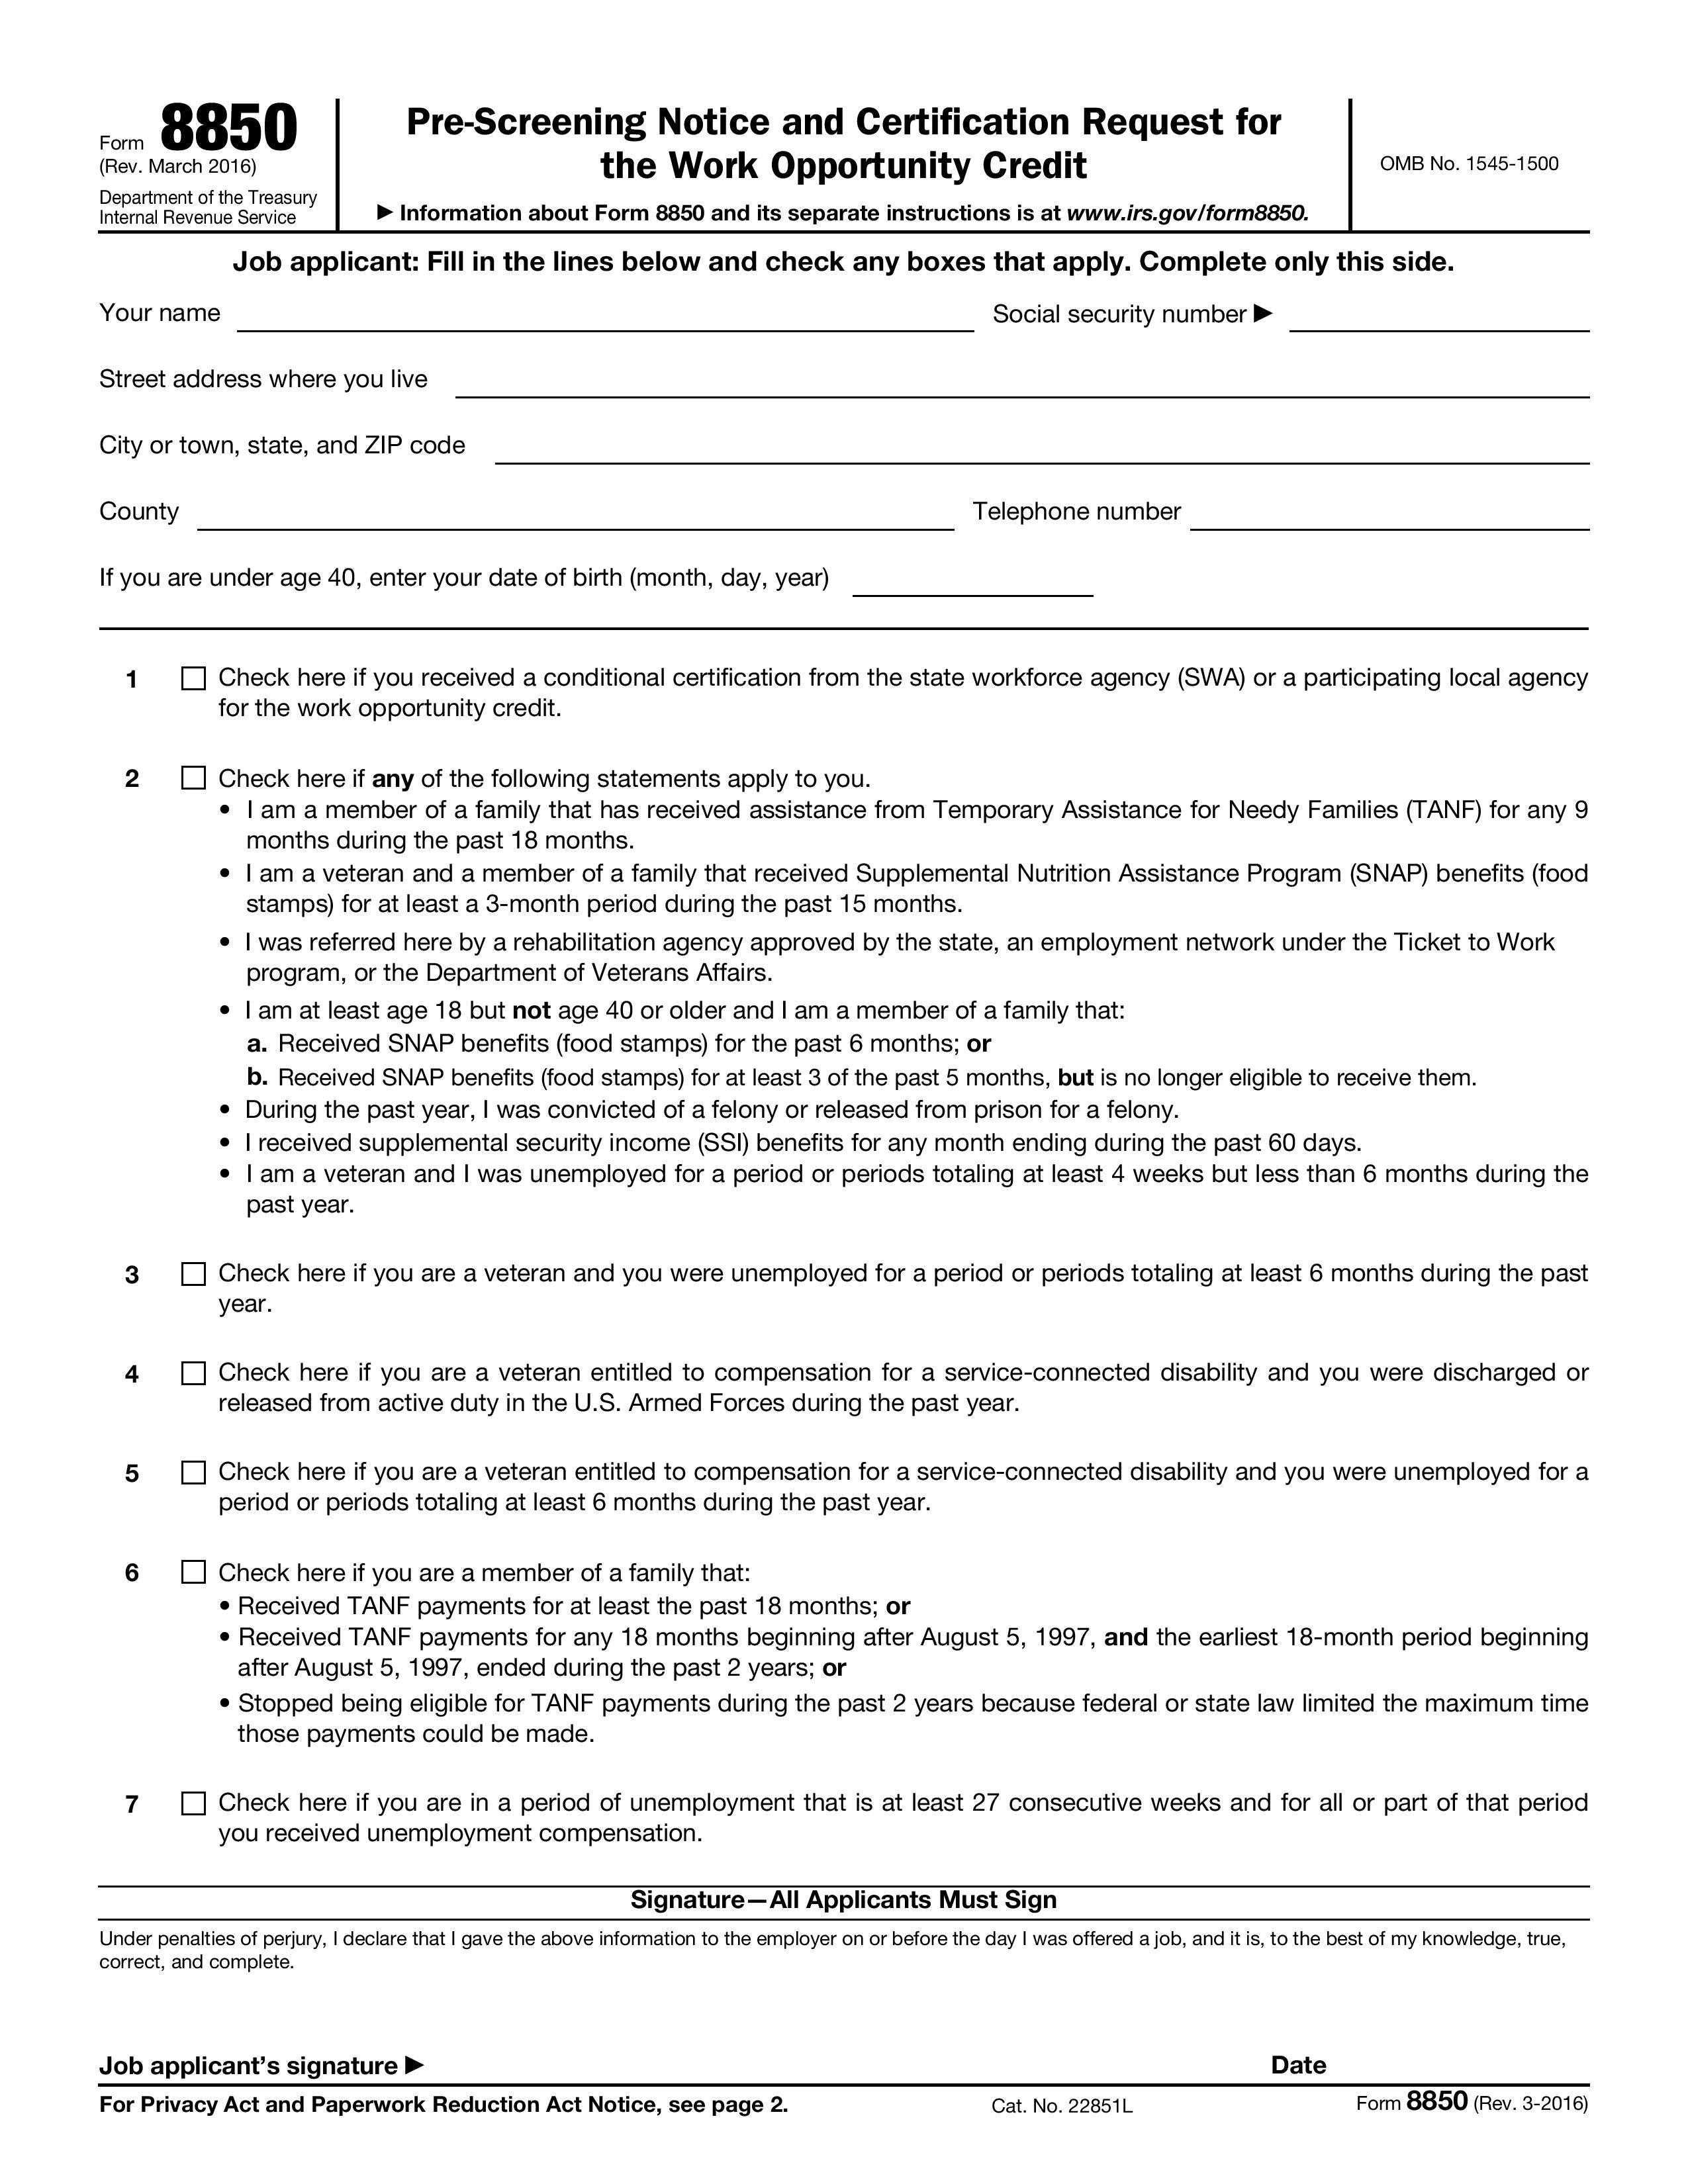 Form 8850
(Rev. March 2016)
Department of the Treasury
Internal Revenue Service
Pre-Screening Notice and Certification Request for
the Work Opportunity Credit
▶ Information about Form 8850 and its separate instructions is at www.irs.gov/form8850.
OMB No. 1545-1500
Job applicant: Fill in the lines below and check any boxes that apply. Complete only this side.
Your name Social security number ▶
Street address where you live
City or town, state, and ZIP code
County Telephone number
If you are under age 40, enter your date of birth (month, day, year)
1 Check here if you received a conditional certification from the state workforce agency (SWA) or a participating local agency
for the work opportunity credit.
2 Check here if any of the following statements apply to you.
• I am a member of a family that has received assistance from Temporary Assistance for Needy Families (TANF) for any 9
months during the past 18 months.
• I am a veteran and a member of a family that received Supplemental Nutrition Assistance Program (SNAP) benefits (food
stamps) for at least a 3-month period during the past 15 months.
• I was referred here by a rehabilitation agency approved by the state, an employment network under the Ticket to Work
program, or the Department of Veterans Affairs.
• I am at least age 18 but not age 40 or older and I am a member of a family that:
a. Received SNAP benefits (food stamps) for the past 6 months; or
b. Received SNAP benefits (food stamps) for at least 3 of the past 5 months, but is no longer eligible to receive them.
• During the past year, I was convicted of a felony or released from prison for a felony.
• I received supplemental security income (SSI) benefits for any month ending during the past 60 days.
• I am a veteran and I was unemployed for a period or periods totaling at least 4 weeks but less than 6 months during the
past year.
3 Check here if you are a veteran and you were unemployed for a period or periods totaling at least 6 months during the past
year.
4 Check here if you are a veteran entitled to compensation for a service-connected disability and you were discharged or
released from active duty in the U.S. Armed Forces during the past year.
5 Check here if you are a veteran entitled to compensation for a service-connected disability and you were unemployed for a
period or periods totaling at least 6 months during the past year.
6 Check here if you are a member of a family that:
• Received TANF payments for at least the past 18 months; or
• Received TANF payments for any 18 months beginning after August 5, 1997, and the earliest 18-month period beginning
after August 5, 1997, ended during the past 2 years; or
• Stopped being eligible for TANF payments during the past 2 years because federal or state law limited the maximum time
those payments could be made.
7 Check here if you are in a period of unemployment that is at least 27 consecutive weeks and for all or part of that period
you received unemployment compensation.
Signature—All Applicants Must Sign
Under penalties of perjury, I declare that I gave the above information to the employer on or before the day I was offered a job, and it is, to the best of my knowledge, true,
correct, and complete.
Job applicant's signature ▶ Date
For Privacy Act and Paperwork Reduction Act Notice, see page 2. Cat. No. 22851L Form 8850 (Rev. 3-2016)